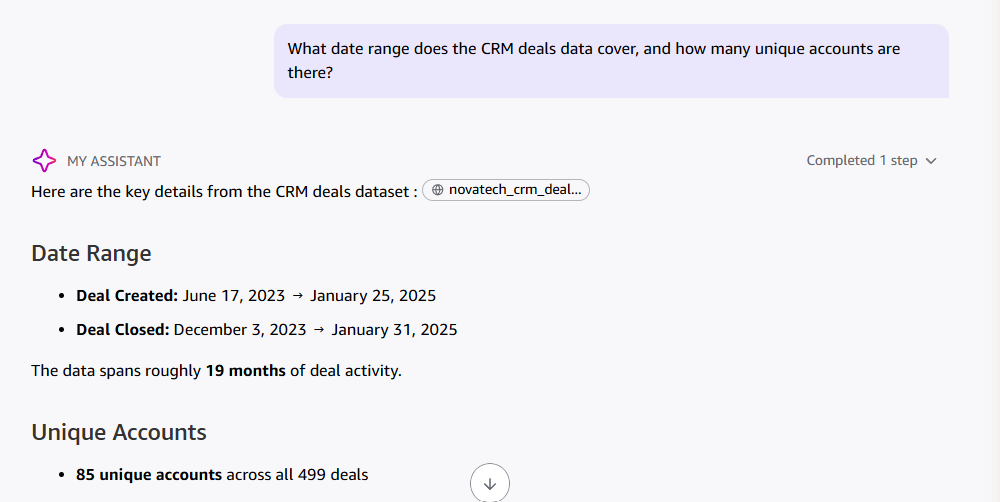 What date range does the CRM deals data cover, and how many unique accounts are
there?
MY ASSISTANT
Completed 1 step
Here are the key details from the CRM deals dataset : novatech_crm_deal...
Date Range
• Deal Created: June 17, 2023 → January 25, 2025
• Deal Closed: December 3, 2023 → January 31, 2025
The data spans roughly 19 months of deal activity.
Unique Accounts
• 85 unique accounts across all 499 deals